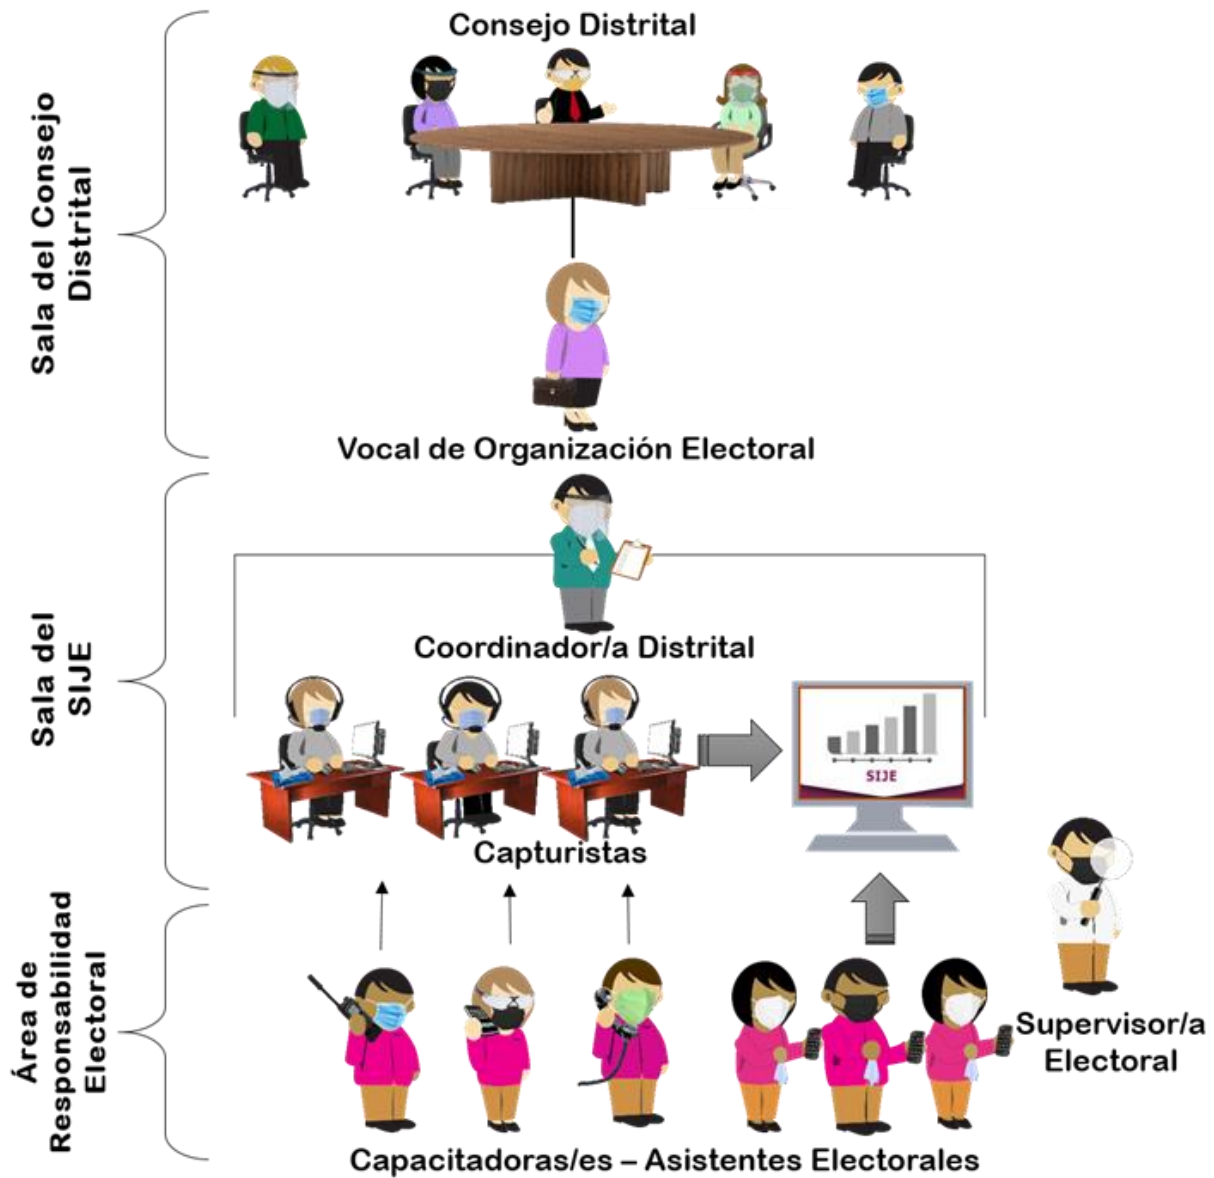 Consejo Distrital
Sala del Consejo
Distrital
Vocal de Organización Electoral
Sala del
SIJE
Coordinador/a Distrital
SIJE
Capturistas
Área de
Responsabilidad
Electoral
Supervisor/a
Electoral
Capacitadoras/es – Asistentes Electorales